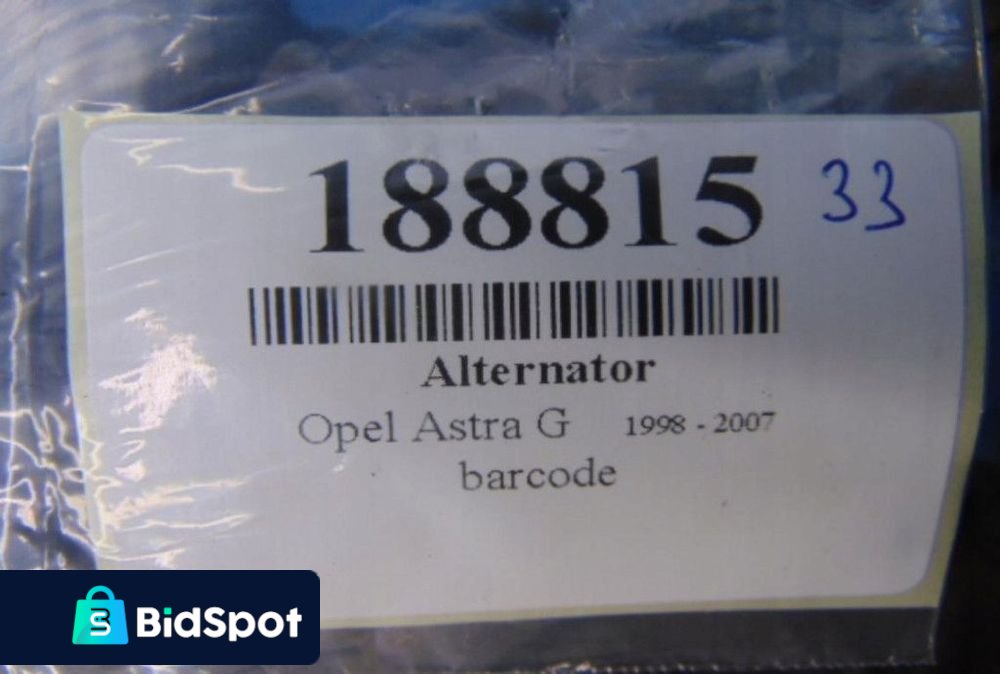 188815 33
Alternator
Opel Astra G 1998 - 2007
barcode
BidSpot